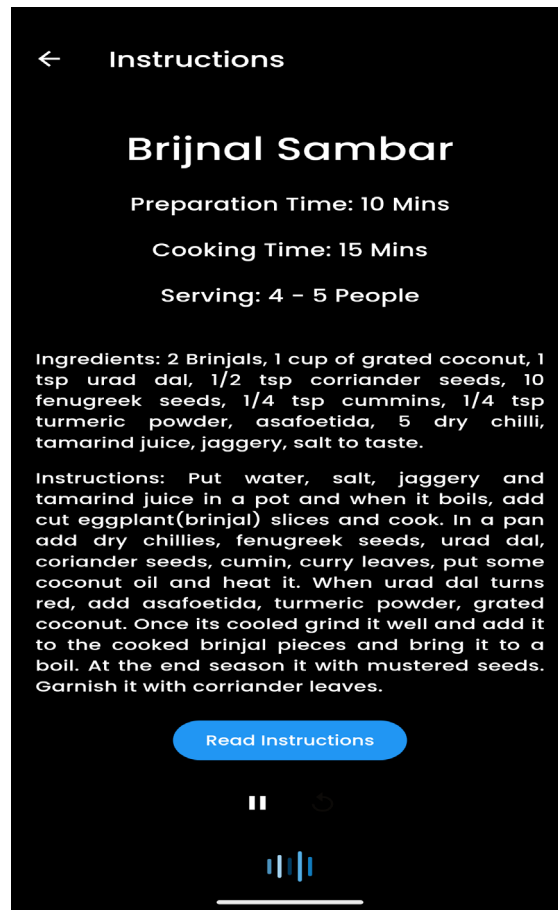 Instructions
Brijnal Sambar
Preparation Time: 10 Mins
Cooking Time: 15 Mins
Serving: 4 - 5 People
Ingredients: 2 Brinjals, 1 cup of grated coconut, 1
tsp urad dal, 1/2 tsp corriander seeds, 10
fenugreek seeds, 1/4 tsp cummins, 1/4 tsp
turmeric powder, asafoetida, 5 dry chilli,
tamarind juice, jaggery, salt to taste.
Instructions: Put water, salt, jaggery and
tamarind juice in a pot and when it boils, add
cut eggplant(brinjal) slices and cook. In a pan
add dry chillies, fenugreek seeds, urad dal,
coriander seeds, cumin, curry leaves, put some
coconut oil and heat it. When urad dal turns
red, add asafoetida, turmeric powder, grated
coconut. Once its cooled grind it well and add it
to the cooked brinjal pieces and bring it to a
boil. At the end season it with mustered seeds.
Garnish it with corriander leaves.
Read Instructions